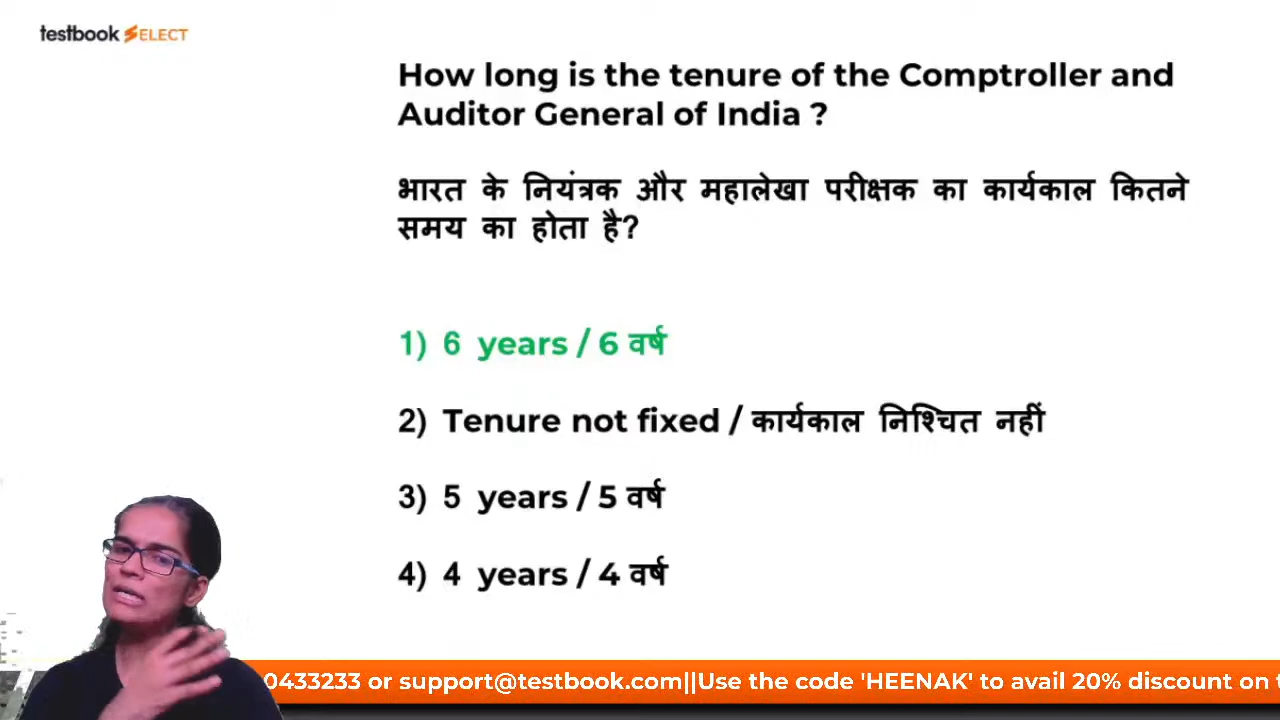 testbook SELECT
How long is the tenure of the Comptroller and
Auditor General of India ?
भारत के नियंत्रक और महालेखा परीक्षक का कार्यकाल कितने
समय का होता है?
1) 6 years / 6 वर्ष
2) Tenure not fixed / कार्यकाल निश्चित नहीं
3) 5 years / 5 वर्ष
4) 4 years / 4 वर्ष
0433233 or support@testbook.com||Use the code 'HEENAK' to avail 20% discount on